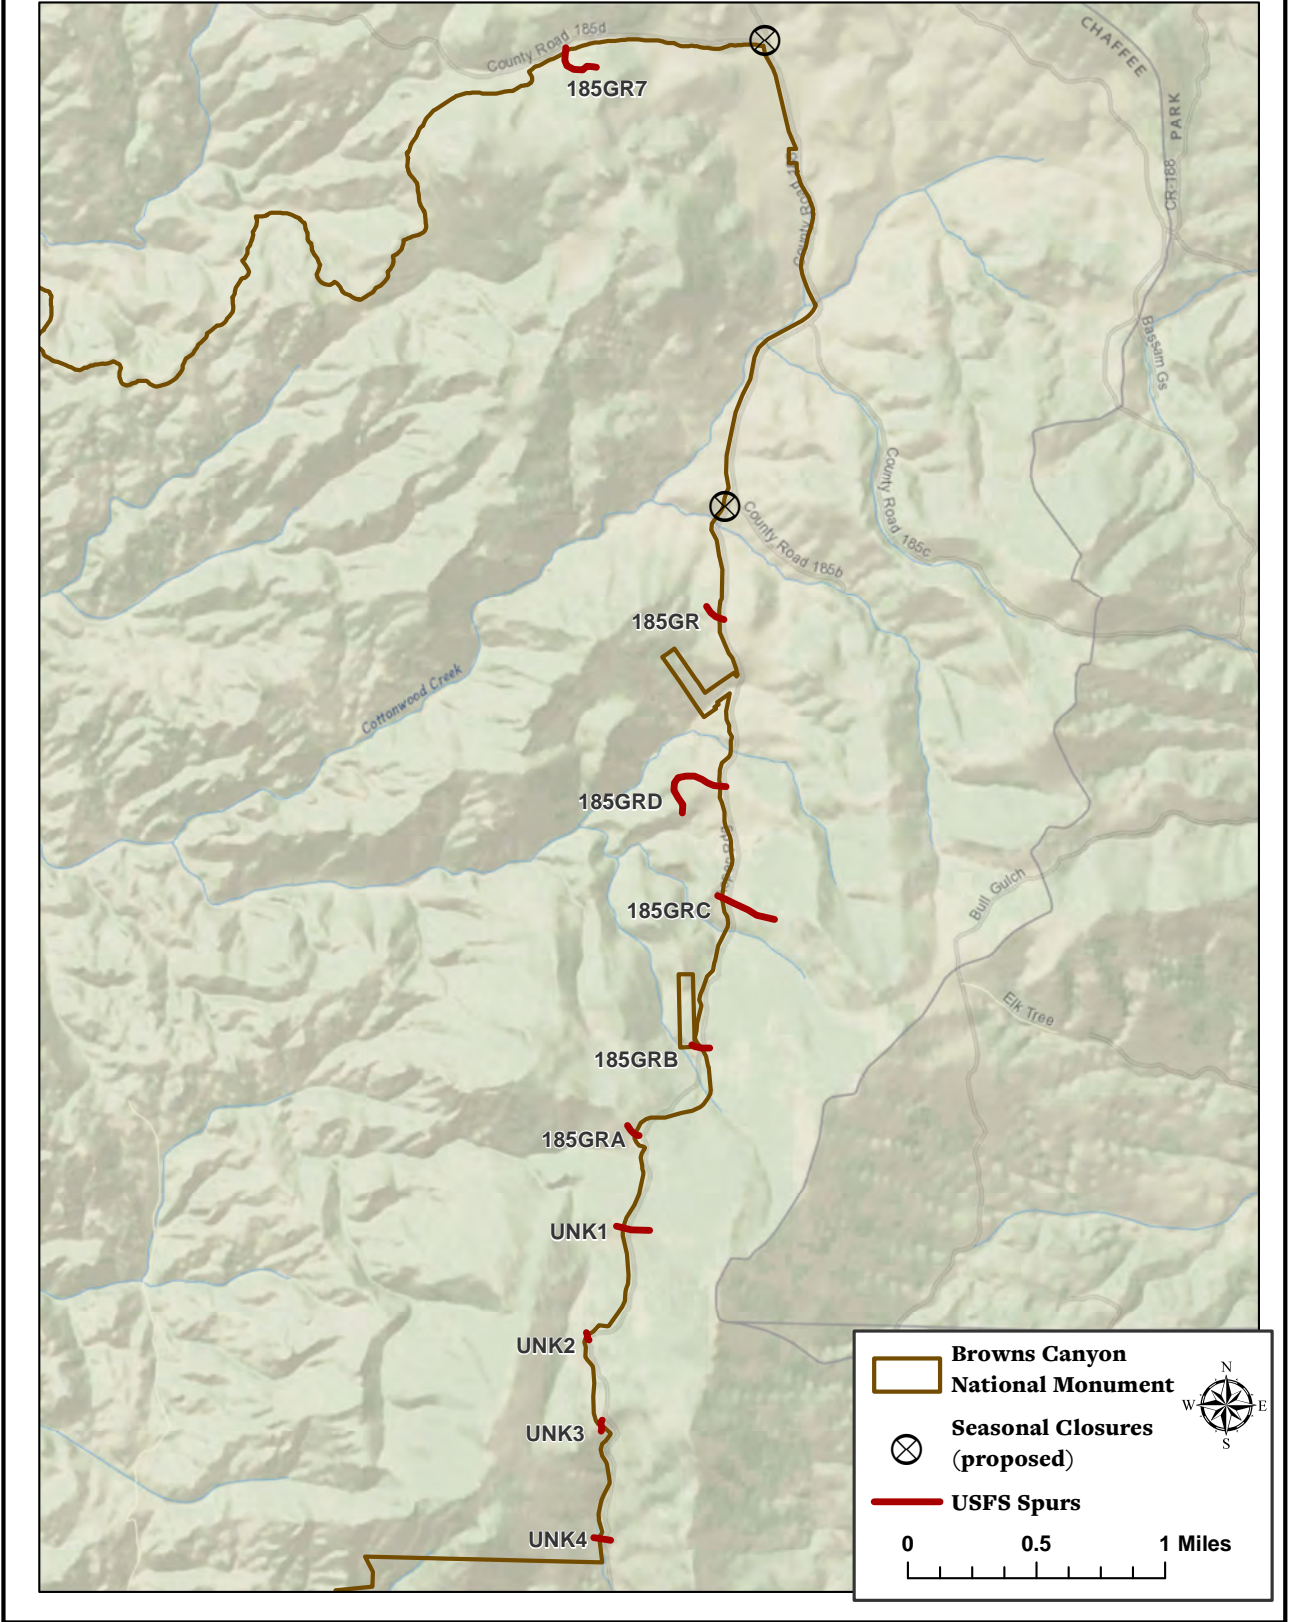 County Road 185d
185GR7
CHAFFEE
PARK
CR-188
County Road
Bassam Gs
County Road 185c
County Road 185b
185GR
Cottonwood Creek
185GRD
185GRC
Bull Gulch
Elk Tree
185GRB
185GRA
UNK1
UNK2
UNK3
UNK4
Browns Canyon
National Monument
Seasonal Closures
(proposed)
USFS Spurs
N
W E
S
0 0.5 1 Miles